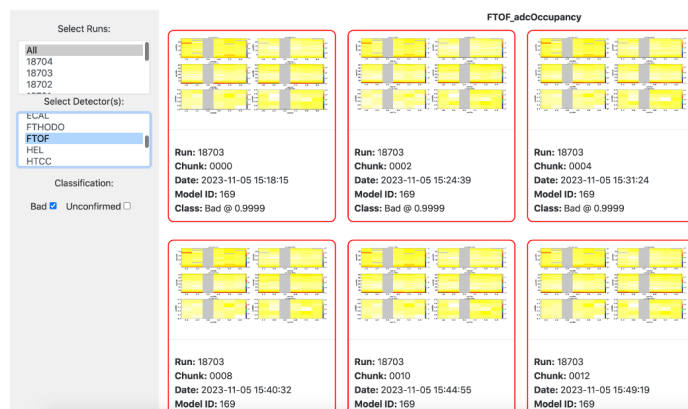 FTOF_adcOccupancy
Select Runs:
All
18704
18703
18702
Select Detector(s):
ECAL
FTHODO
FTOF
HEL
HTCC
Classification:
Bad Unconfirmed
Run: 18703
Chunk: 0000
Date: 2023-11-05 15:18:15
Model ID: 169
Class: Bad @ 0.9999
Run: 18703
Chunk: 0002
Date: 2023-11-05 15:24:39
Model ID: 169
Class: Bad @ 0.9999
Run: 18703
Chunk: 0004
Date: 2023-11-05 15:31:24
Model ID: 169
Class: Bad @ 0.9999
Run: 18703
Chunk: 0008
Date: 2023-11-05 15:40:32
Model ID: 169
Run: 18703
Chunk: 0010
Date: 2023-11-05 15:44:55
Model ID: 169
Run: 18703
Chunk: 0012
Date: 2023-11-05 15:49:19
Model ID: 169